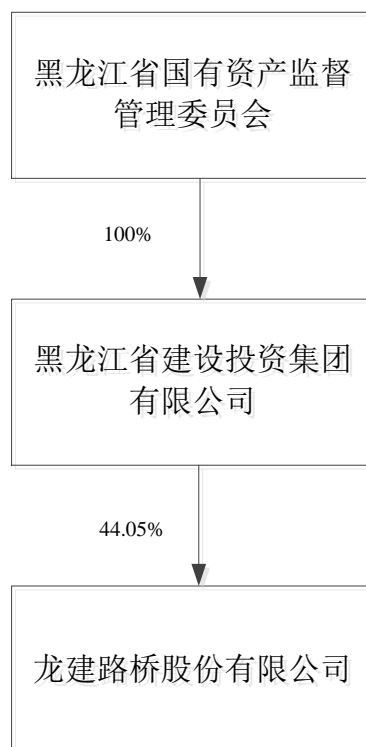 黑龙江省国有资产监督
管理委员会
100%
黑龙江省建设投资集团
有限公司
44.05%
龙建路桥股份有限公司